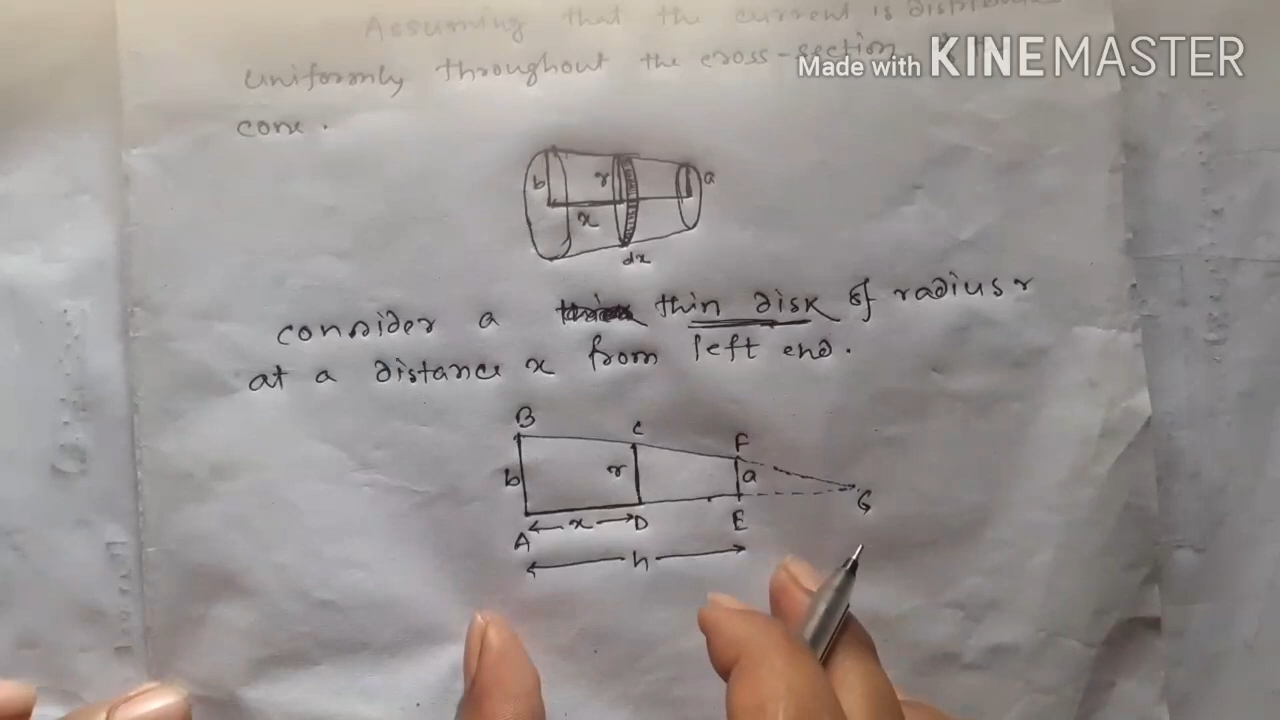 Assuming that the current is
uniformly throughout the cross-section
Made with KINEMASTER
cone.
b
r
a
x
dx
consider a thin disk of radius r
at a distance x from left end.
B
C
F
b
r
a
G
x
D
E
A
h